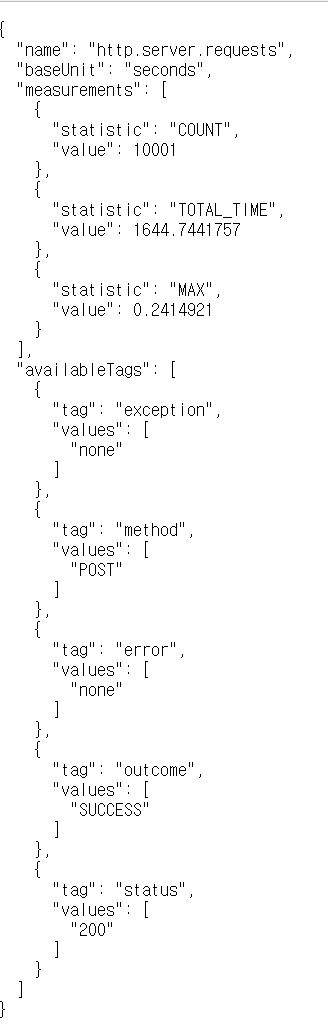 {
  "name": "http.server.requests",
  "baseUnit": "seconds",
  "measurements": [
    {
      "statistic": "COUNT",
      "value": 10001
    },
    {
      "statistic": "TOTAL_TIME",
      "value": 1644.7441757
    },
    {
      "statistic": "MAX",
      "value": 0.2414921
    }
  ],
  "availableTags": [
    {
      "tag": "exception",
      "values": [
        "none"
      ]
    },
    {
      "tag": "method",
      "values": [
        "POST"
      ]
    },
    {
      "tag": "error",
      "values": [
        "none"
      ]
    },
    {
      "tag": "outcome",
      "values": [
        "SUCCESS"
      ]
    },
    {
      "tag": "status",
      "values": [
        "200"
      ]
    }
  ]
}